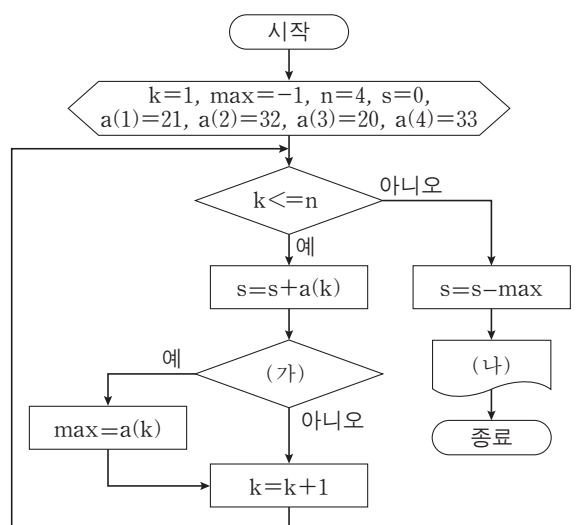 시작
k=1, max=-1, n=4, s=0,
a(1)=21, a(2)=32, a(3)=20, a(4)=33
k<=n
아니오
예
s=s+a(k)
s=s-max
예
(가)
(나)
아니오
max=a(k)
종료
k=k+1